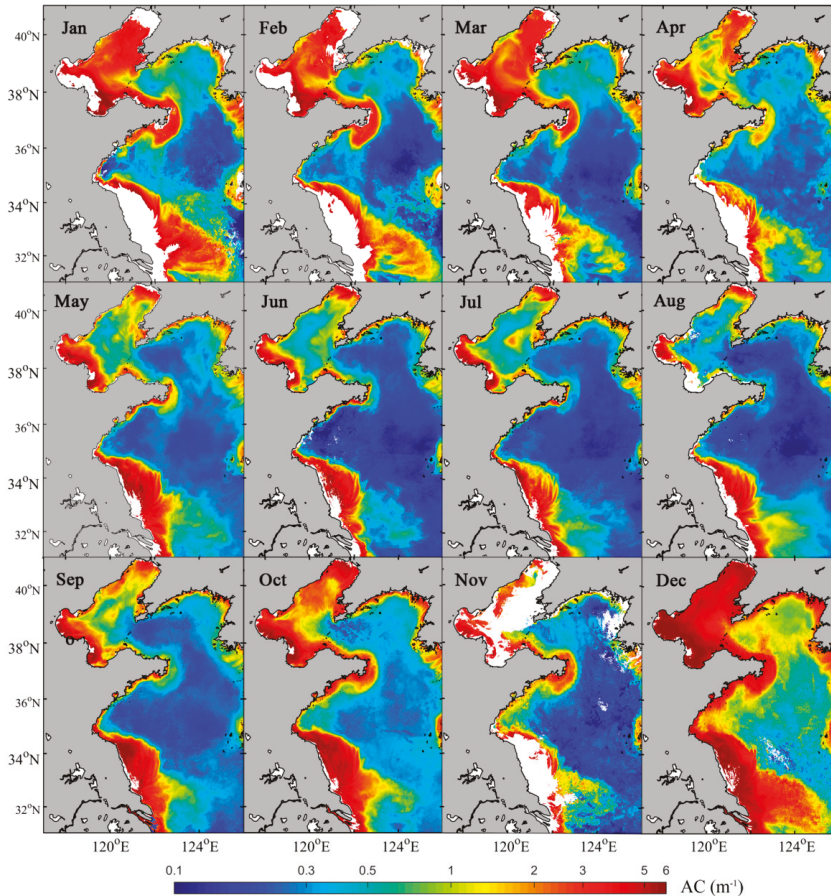 Jan Feb Mar Apr
40°N
38°N
36°N
34°N
32°N
May Jun Jul Aug
40°N
38°N
36°N
34°N
32°N
Sep Oct Nov Dec
40°N
38°N
36°N
34°N
32°N
120°E 124°E 120°E 124°E 120°E 124°E 120°E 124°E
0.1 0.3 0.5 1 2 3 5 6 AC (m⁻¹)